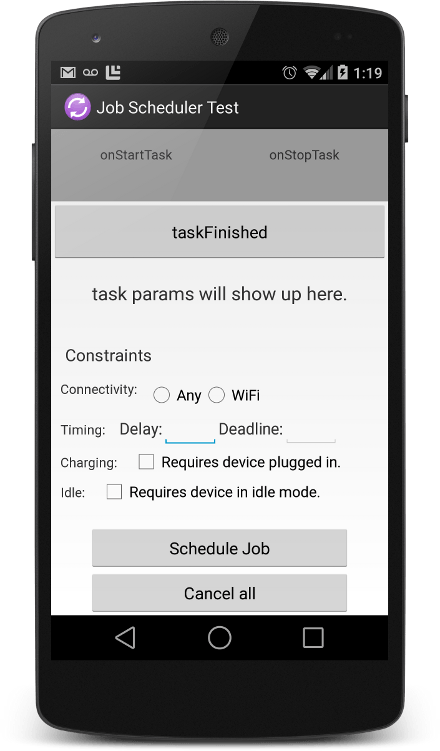 1:19
Job Scheduler Test
onStartTask onStopTask
taskFinished
task params will show up here.
Constraints
Connectivity: Any WiFi
Timing: Delay: Deadline:
Charging: Requires device plugged in.
Idle: Requires device in idle mode.
Schedule Job
Cancel all